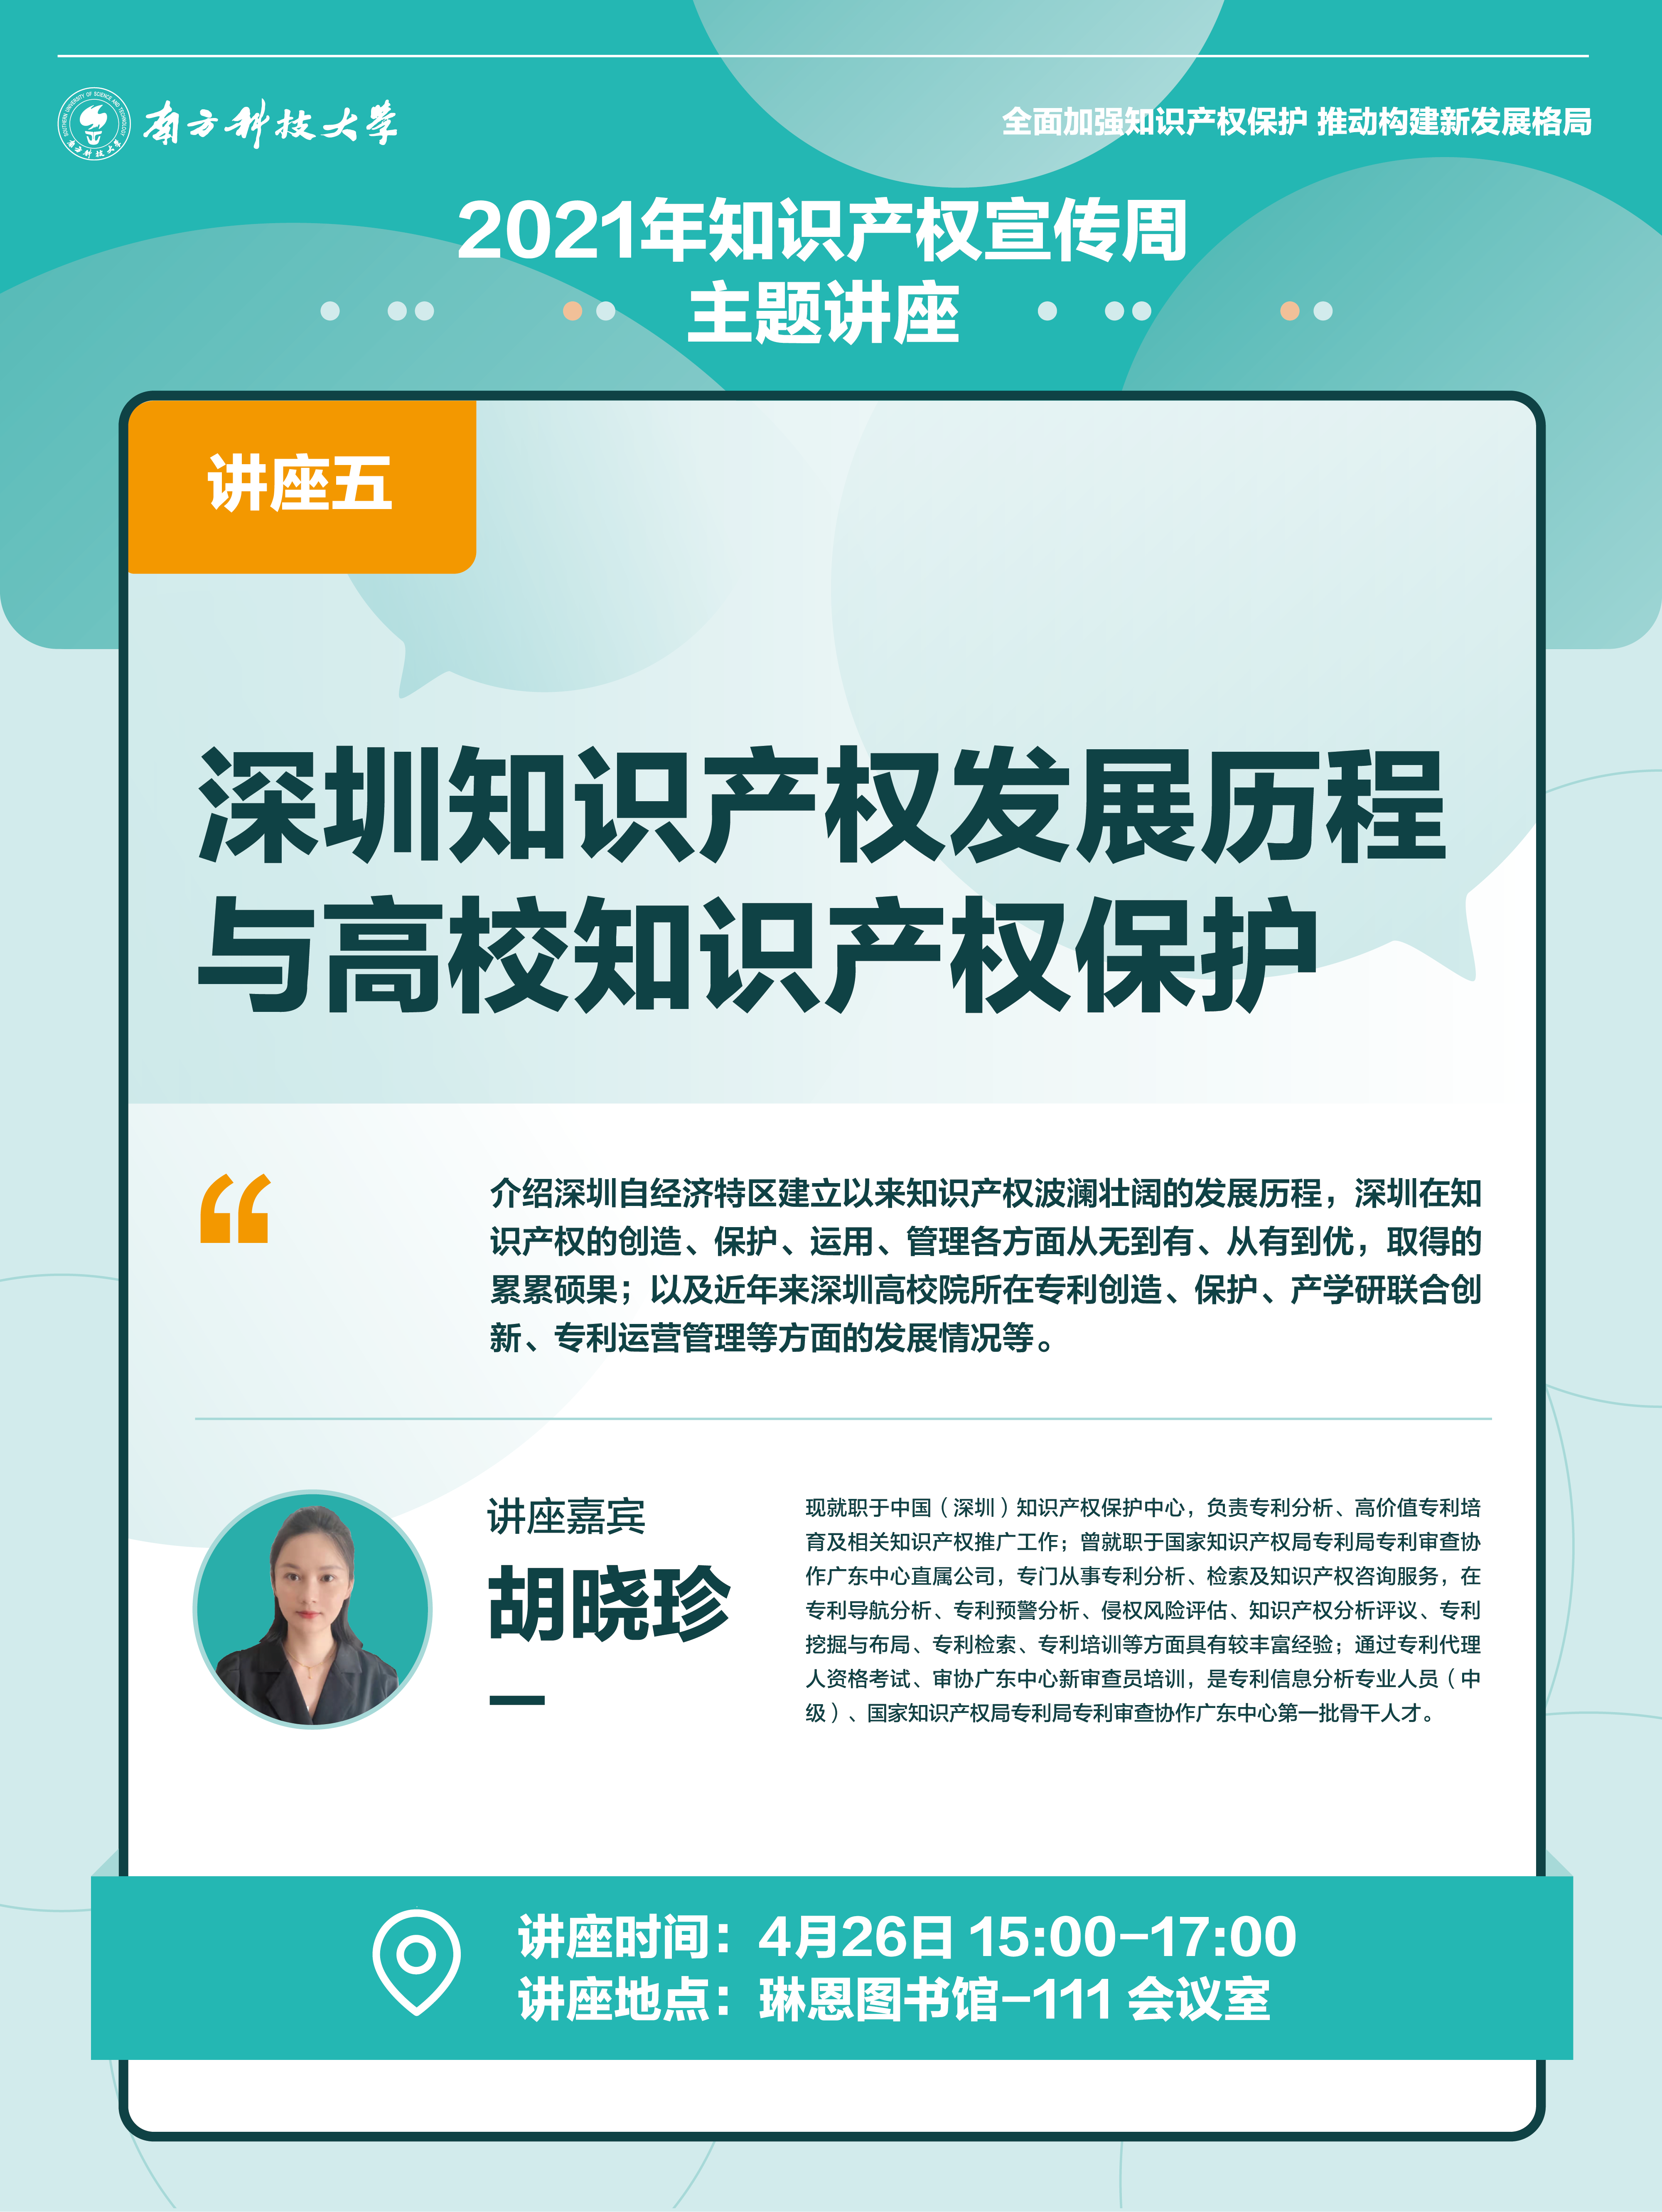 南方科技大学
SOUTHERN UNIVERSITY OF SCIENCE AND TECHNOLOGY
南方科技大学
全面加强知识产权保护 推动构建新发展格局
2021年知识产权宣传周
主题讲座
讲座五
深圳知识产权发展历程
与高校知识产权保护
“
介绍深圳自经济特区建立以来知识产权波澜壮阔的发展历程，深圳在知
识产权的创造、保护、运用、管理各方面从无到有、从有到优，取得的
累累硕果；以及近年来深圳高校院所在专利创造、保护、产学研联合创
新、专利运营管理等方面的发展情况等。
讲座嘉宾
胡晓珍
现就职于中国（深圳）知识产权保护中心，负责专利分析、高价值专利培
育及相关知识产权推广工作；曾就职于国家知识产权局专利局专利审查协
作广东中心直属公司，专门从事专利分析、检索及知识产权咨询服务，在
专利导航分析、专利预警分析、侵权风险评估、知识产权分析评议、专利
挖掘与布局、专利检索、专利培训等方面具有较丰富经验；通过专利代理
人资格考试、审协广东中心新审查员培训，是专利信息分析专业人员（中
级）、国家知识产权局专利局专利审查协作广东中心第一批骨干人才。
讲座时间：4月26日 15:00–17:00
讲座地点：琳恩图书馆–111 会议室